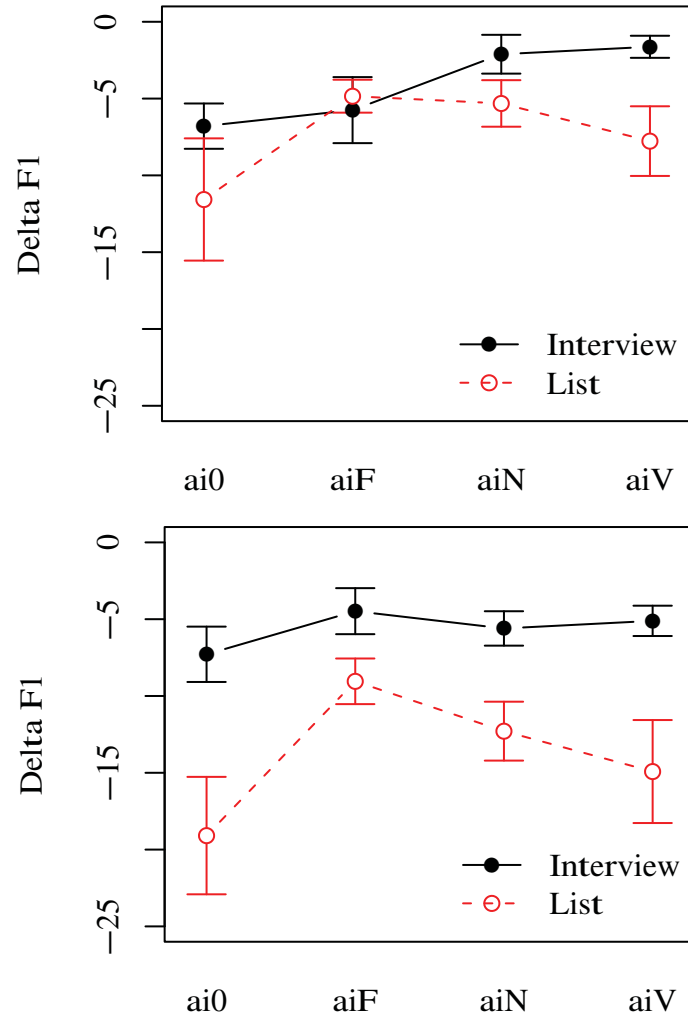 0
−5
−15
−25
Delta F1
Interview
List
ai0 aiF aiN aiV
0
−5
−15
−25
Delta F1
Interview
List
ai0 aiF aiN aiV